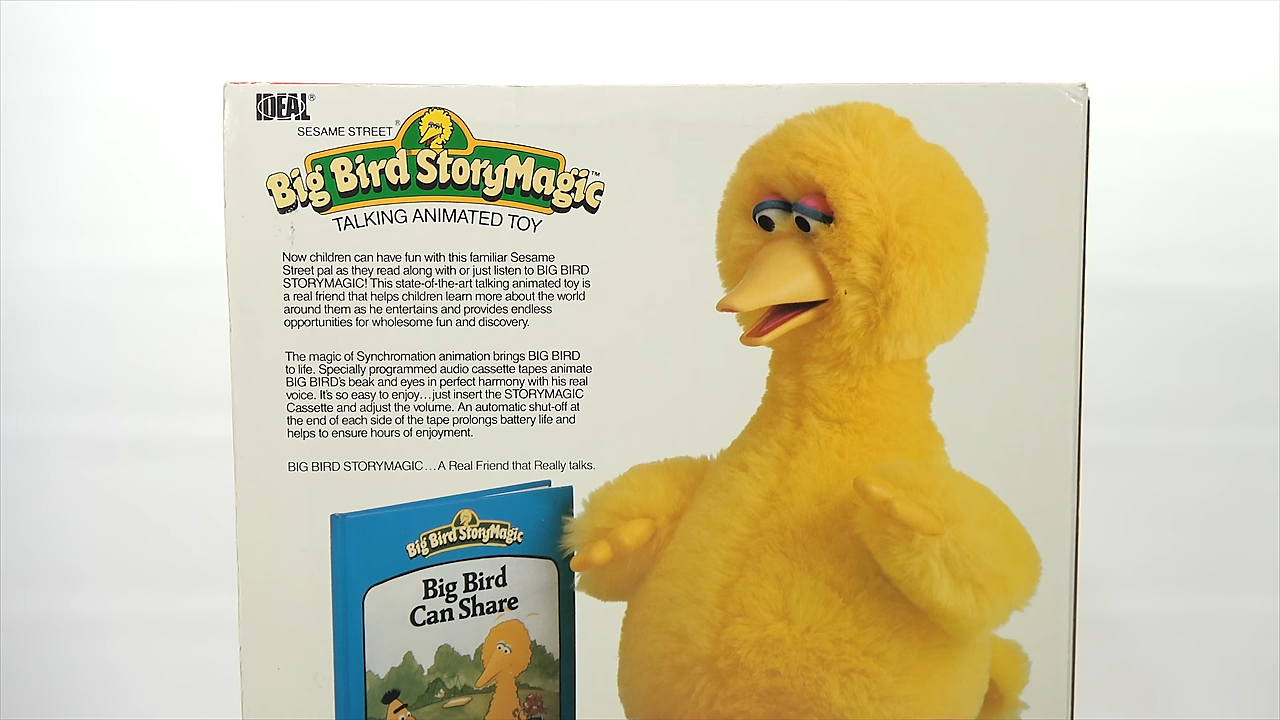 IDEAL®
SESAME STREET®
Big Bird StoryMagic™
TALKING ANIMATED TOY
Now children can have fun with this familiar Sesame
Street pal as they read along with or just listen to BIG BIRD
STORYMAGIC! This state-of-the-art talking animated toy is
a real friend that helps children learn more about the world
around them as he entertains and provides endless
opportunities for wholesome fun and discovery.
The magic of Synchromation animation brings BIG BIRD
to life. Specially programmed audio cassette tapes animate
BIG BIRD's beak and eyes in perfect harmony with his real
voice. It's so easy to enjoy...just insert the STORYMAGIC
Cassette and adjust the volume. An automatic shut-off at
the end of each side of the tape prolongs battery life and
helps to ensure hours of enjoyment.
BIG BIRD STORYMAGIC...A Real Friend that Really talks.
Big Bird StoryMagic
Big Bird
Can Share